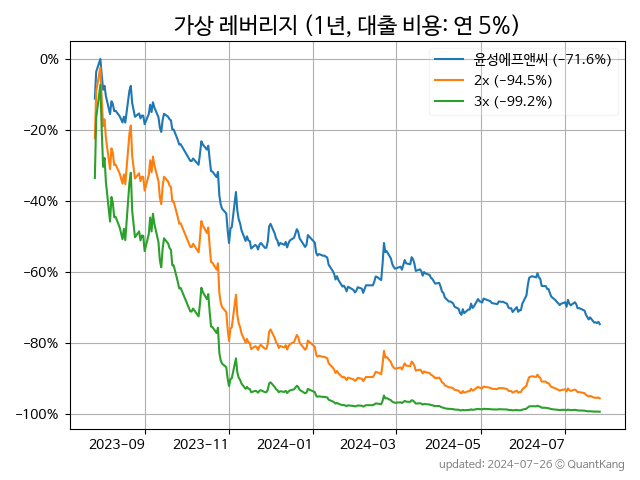 가상 레버리지 (1년, 대출 비용: 연 5%)
0%
−20%
−40%
−60%
−80%
−100%
윤성에프앤씨 (−71.6%)
2x (−94.5%)
3x (−99.2%)
2023-09
2023-11
2024-01
2024-03
2024-05
2024-07
updated: 2024-07-26 © QuantKang